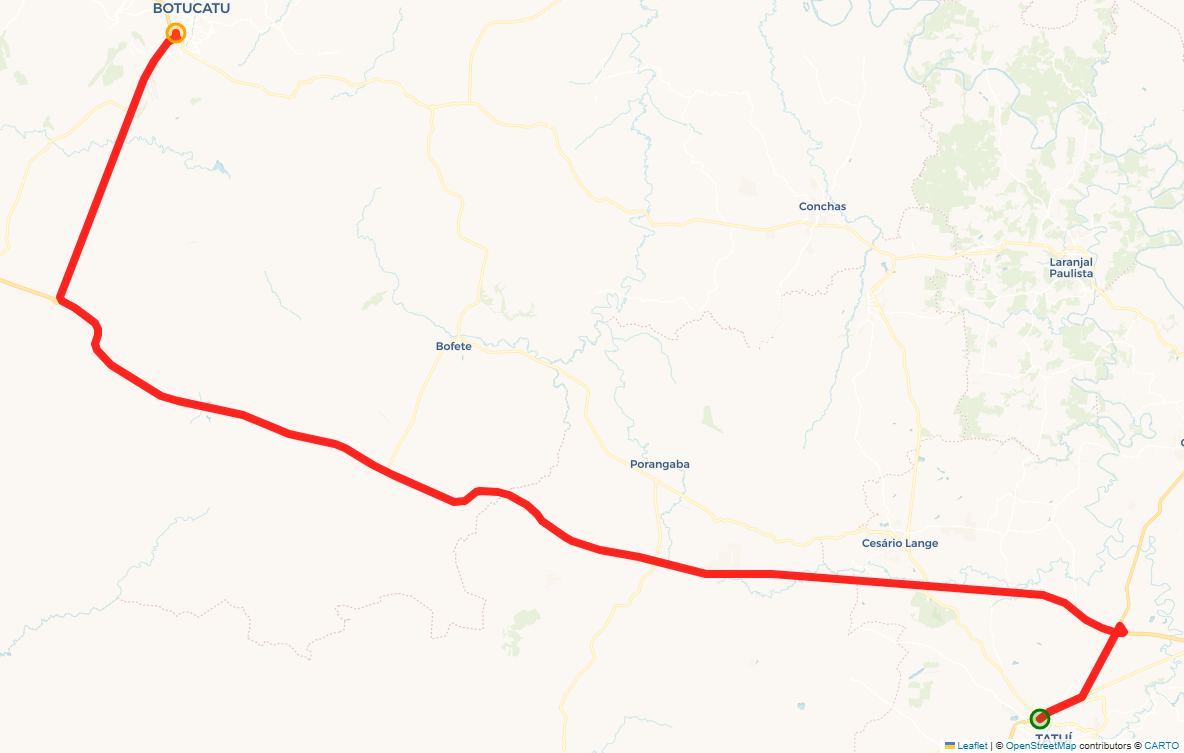 BOTUCATU
Conchas
Laranjal
Paulista
Bofete
Porangaba
Cesário Lange
TATUÍ
Leaflet | © OpenStreetMap contributors © CARTO